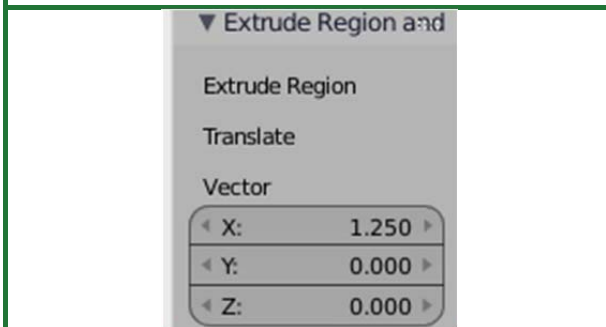 Extrude Region and
Extrude Region
Translate
Vector
X: 1.250
Y: 0.000
Z: 0.000